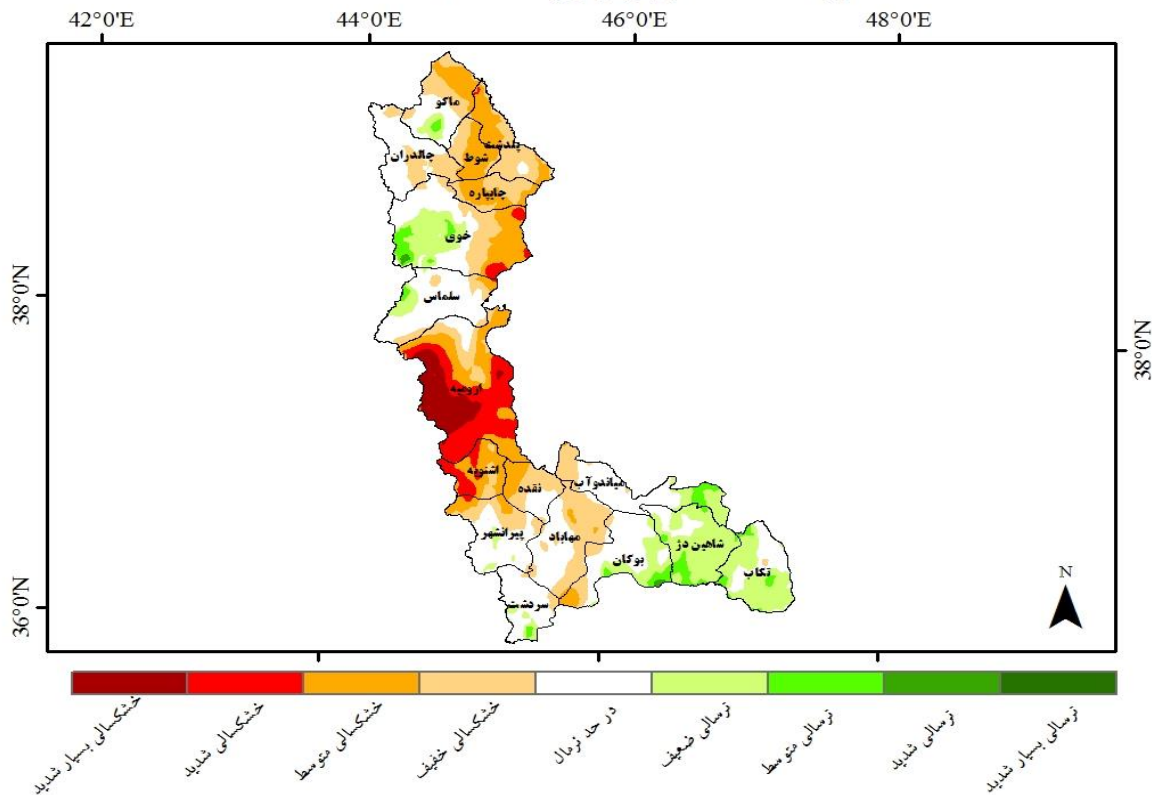 42°0'E 44°0'E 46°0'E 48°0'E
ماکو
پلدشت
چالدران
شوط
چایپاره
خوی
38°0'N
سلماس
38°0'N
ارومیه
اشنویه
نقده
میاندوآب
پیرانشهر
مهاباد
شاهین دژ
بوکان
تکاب
36°0'N
سردشت
N
خشکسالی بسیار شدید
خشکسالی شدید
خشکسالی متوسط
خشکسالی خفیف
در حد نرمال
ترسالی ضعیف
ترسالی متوسط
ترسالی شدید
ترسالی بسیار شدید